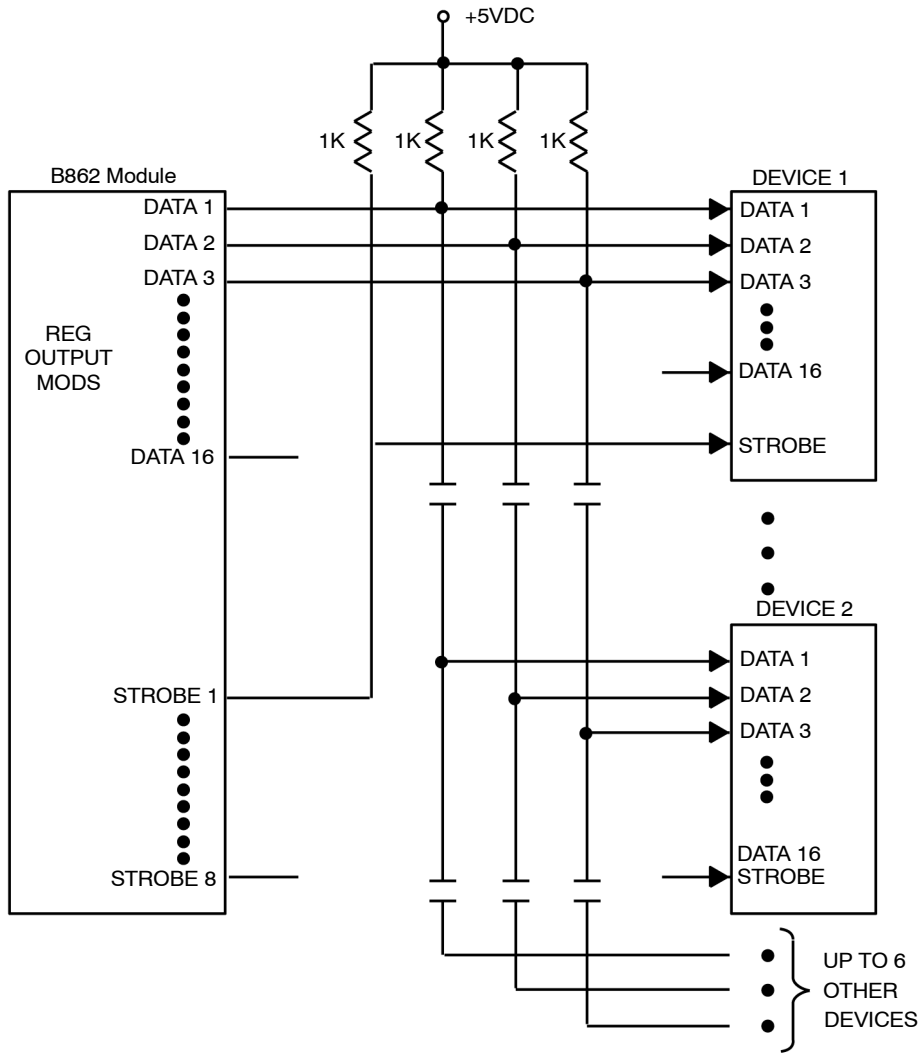 +5VDC
1K 1K 1K 1K
B862 Module
DATA 1
DATA 2
DATA 3
REG
OUTPUT
MODS
DATA 16
STROBE 1
STROBE 8
DEVICE 1
DATA 1
DATA 2
DATA 3
DATA 16
STROBE
DEVICE 2
DATA 1
DATA 2
DATA 3
DATA 16
STROBE
UP TO 6
OTHER
DEVICES